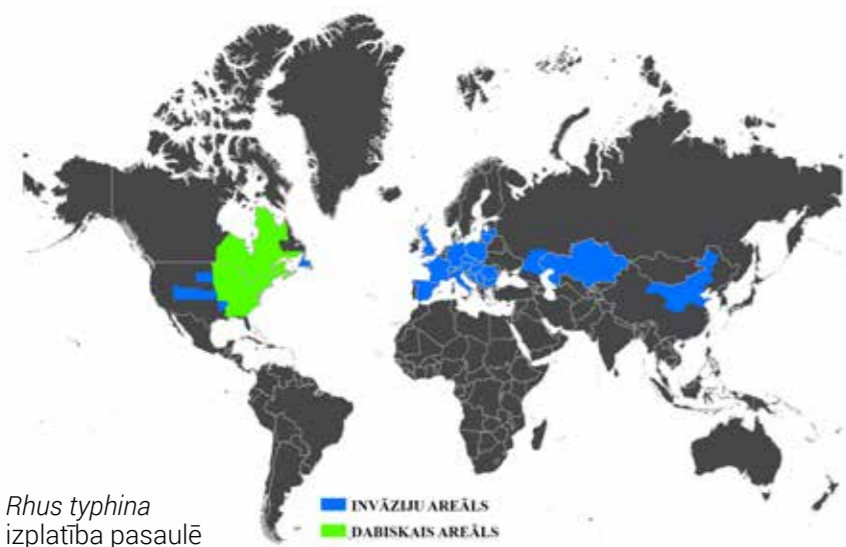 Rhus typhina
izplatība pasaulē
INVĀZIJU AREĀLS
DABISKAIS AREĀLS